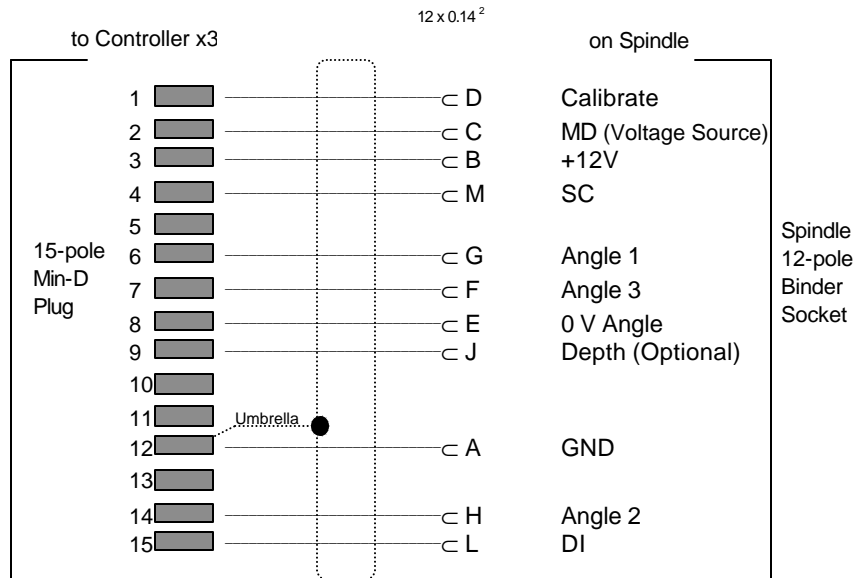 12 x 0.14 ²
to Controller x3
on Spindle
1 ⊂ D Calibrate
2 ⊂ C MD (Voltage Source)
3 ⊂ B +12V
4 ⊂ M SC
5
15-pole
Min-D
Plug
6 ⊂ G Angle 1
7 ⊂ F Angle 3
8 ⊂ E 0 V Angle
9 ⊂ J Depth (Optional)
10
11
Umbrella
12 ⊂ A GND
13
14 ⊂ H Angle 2
15 ⊂ L DI
Spindle
12-pole
Binder
Socket